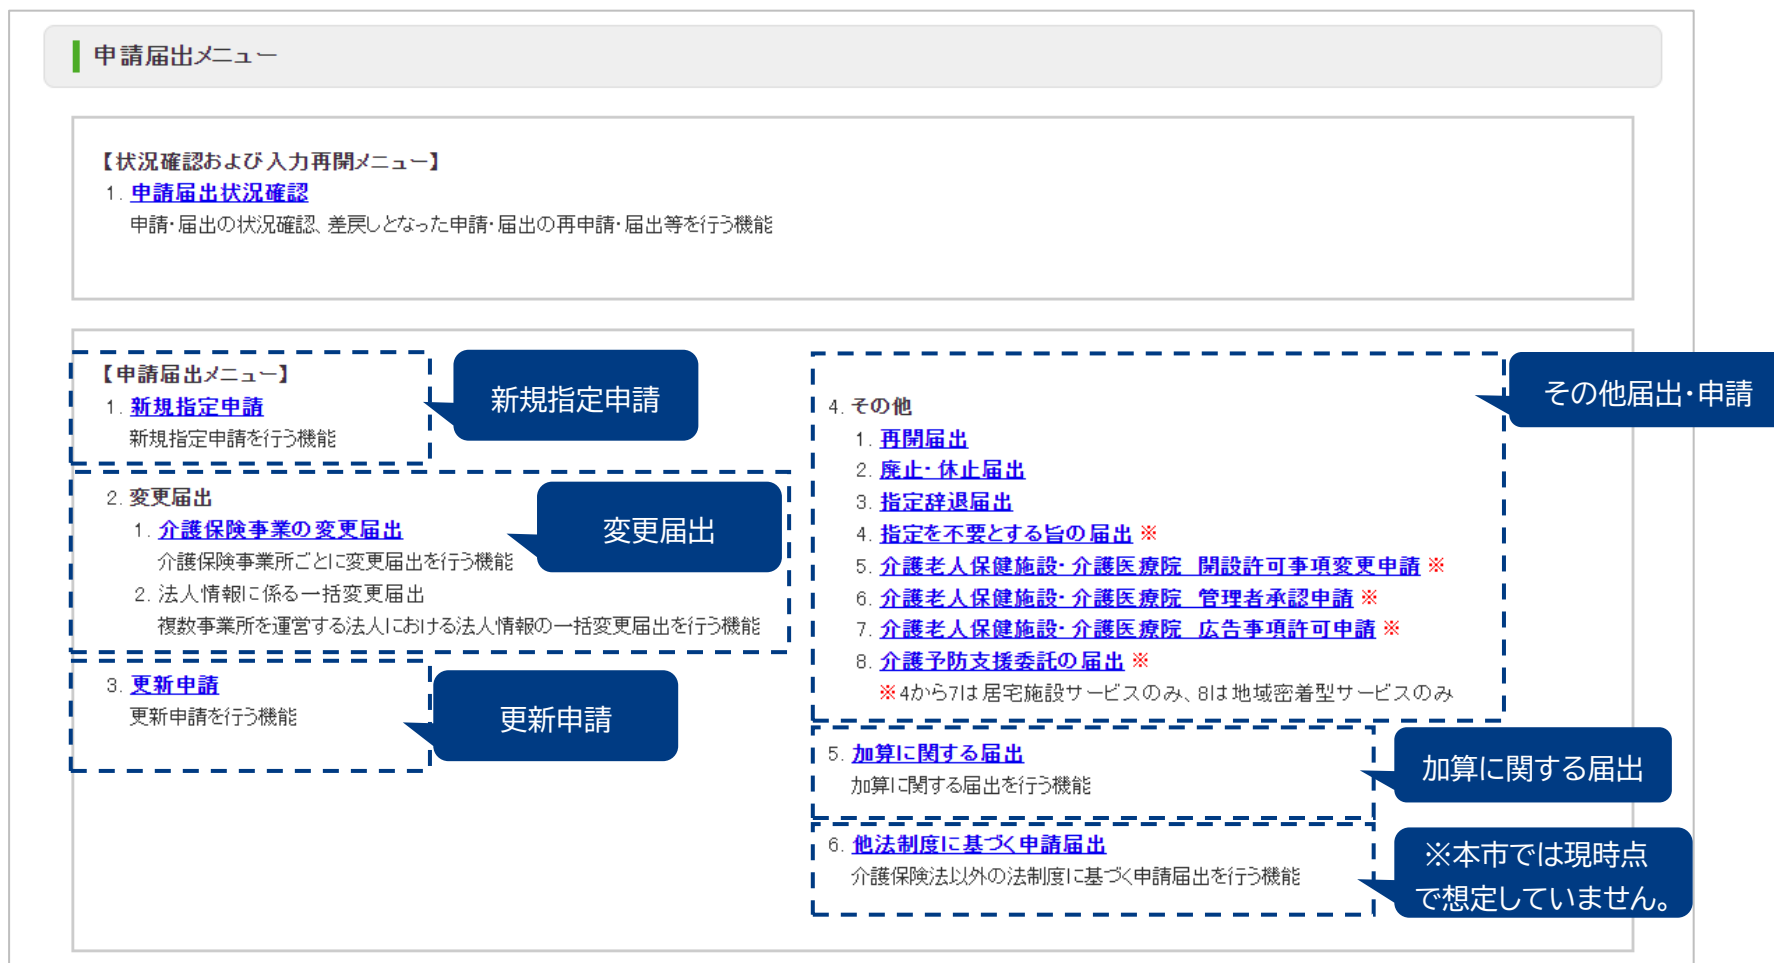 申請届出メニュー
【状況確認および入力再開メニュー】
1. 申請届出状況確認
申請・届出の状況確認、差戻しとなった申請・届出の再申請・届出等を行う機能
【申請届出メニュー】
1. 新規指定申請
新規指定申請を行う機能
新規指定申請
2. 変更届出
1. 介護保険事業の変更届出
介護保険事業所ごとに変更届出を行う機能
2. 法人情報に係る一括変更届出
複数事業所を運営する法人における法人情報の一括変更届出を行う機能
変更届出
3. 更新申請
更新申請を行う機能
更新申請
4. その他
1. 再開届出
2. 廃止・休止届出
3. 指定辞退届出
4. 指定を不要とする旨の届出 ※
5. 介護老人保健施設・介護医療院 開設許可事項変更申請 ※
6. 介護老人保健施設・介護医療院 管理者承認申請 ※
7. 介護老人保健施設・介護医療院 広告事項許可申請 ※
8. 介護予防支援委託の届出 ※
※4から7は居宅施設サービスのみ、8は地域密着型サービスのみ
その他届出・申請
5. 加算に関する届出
加算に関する届出を行う機能
加算に関する届出
6. 他法制度に基づく申請届出
介護保険法以外の法制度に基づく申請届出を行う機能
※本市では現時点
で想定していません。